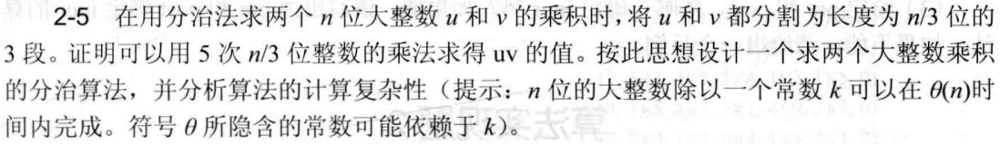 2-5 在用分治法求两个 n 位大整数 u 和 v 的乘积时,将 u 和 v 都分割为长度为 n/3 位的
3 段。证明可以用 5 次 n/3 位整数的乘法求得 uv 的值。按此思想设计一个求两个大整数乘积
的分治算法，并分析算法的计算复杂性（提示：n 位的大整数除以一个常数 k 可以在 θ(n)时
间内完成。符号 θ 所隐含的常数可能依赖于 k）。